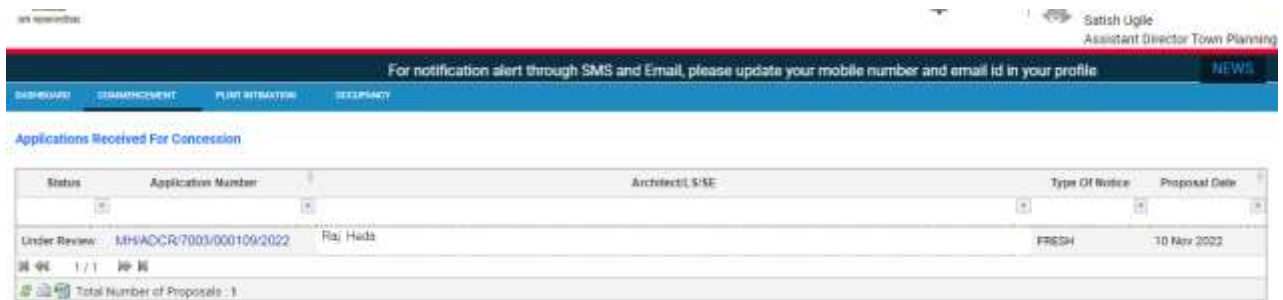 Satish Ugile
Assistant Director Town Planning
For notification alert through SMS and Email, please update your mobile number and email id in your profile
NEWS
DASHBOARD COMMENCEMENT PLINT INTIMATION OCCUPANCY
Applications Received For Concession
Status Application Number Architect/LS/SE Type Of Notice Proposal Date
Under Review MH/ADCR/7003/000109/2022 Raj Heda FRESH 10 Nov 2022
1 / 1
Total Number of Proposals : 1